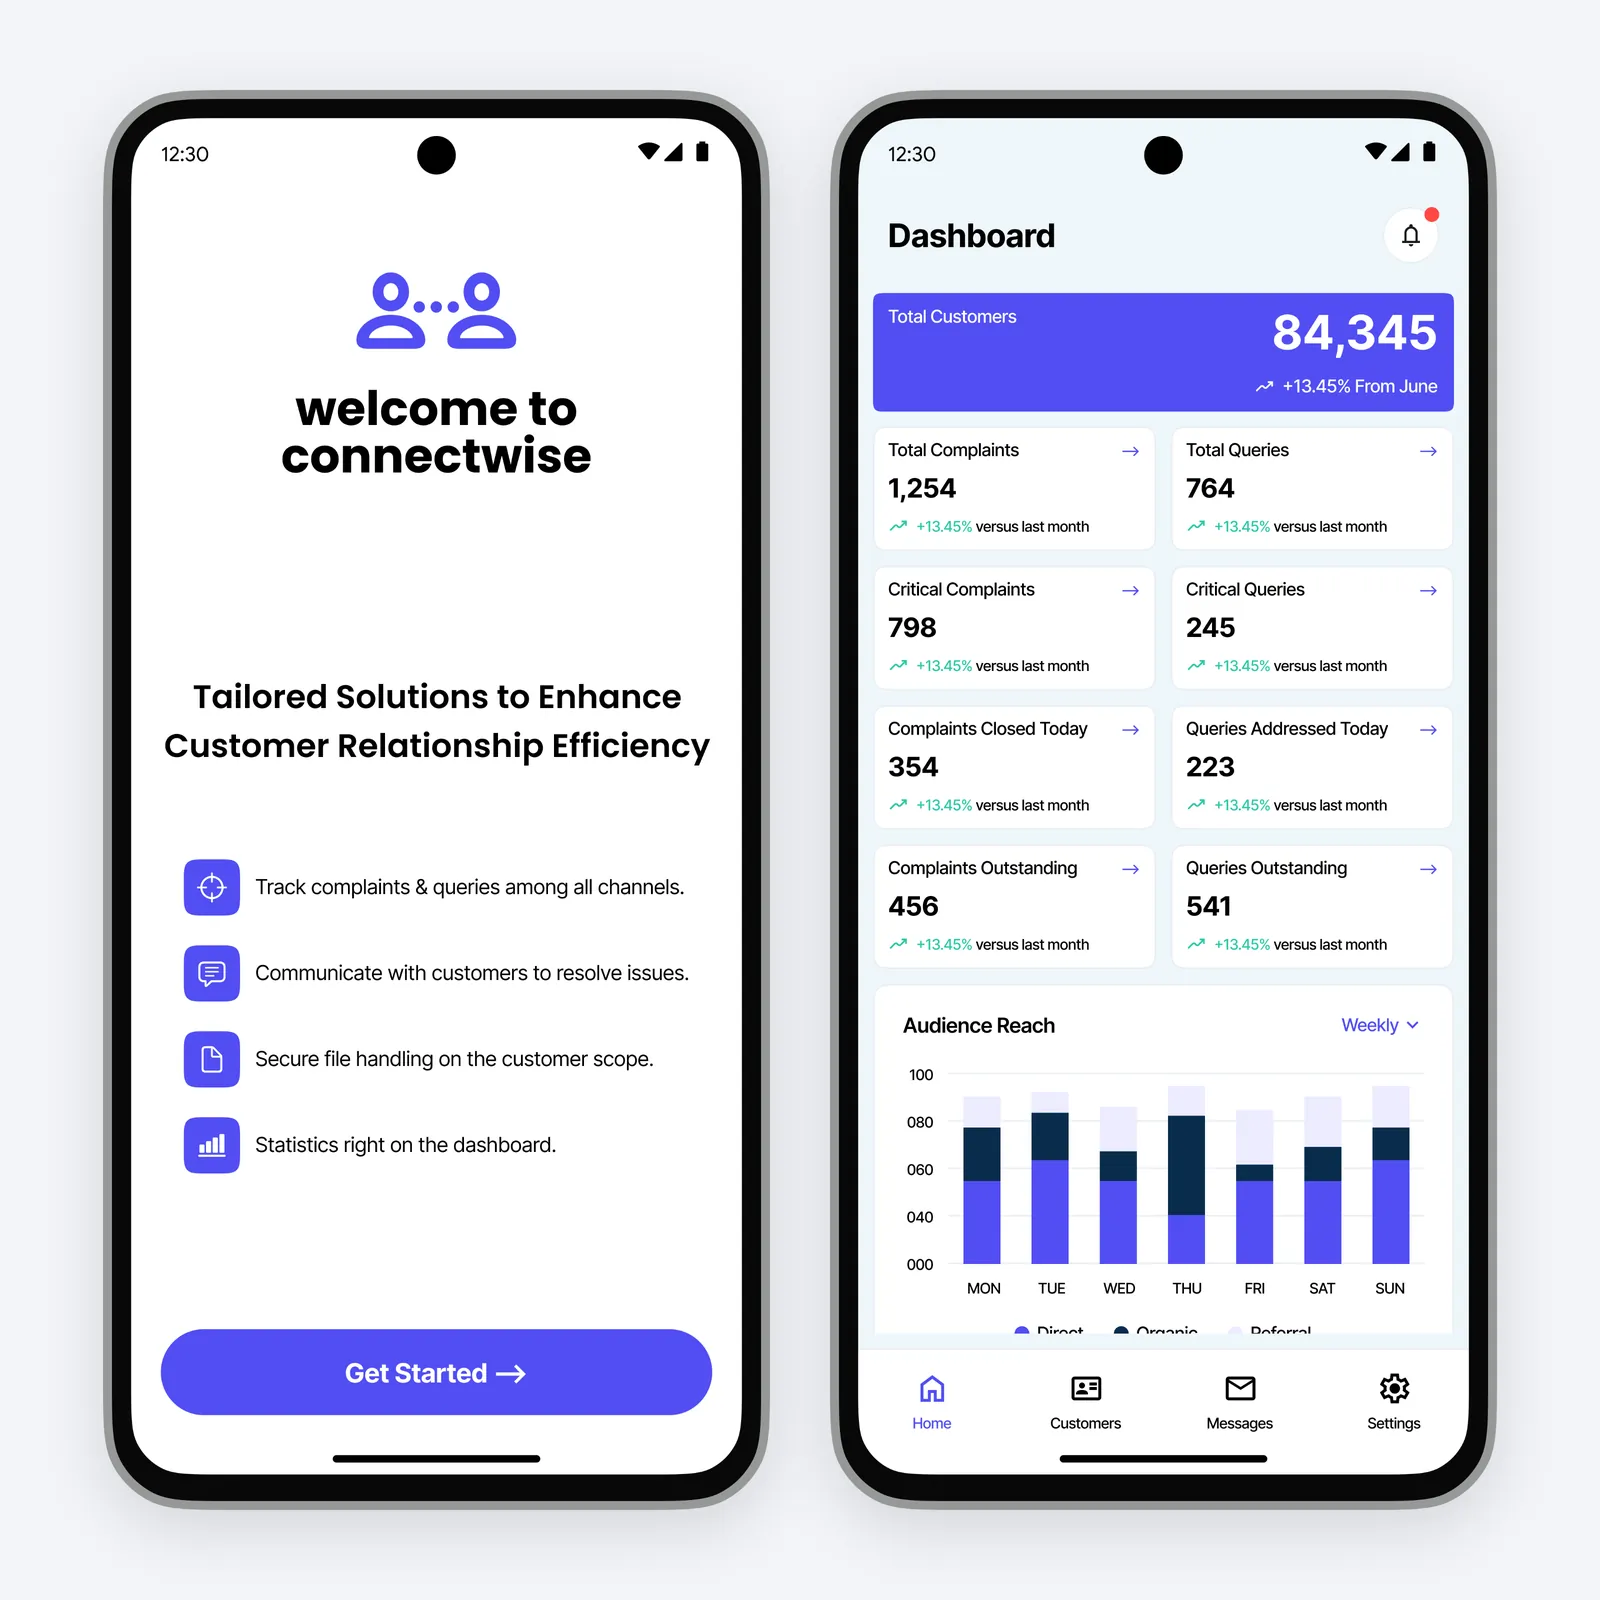 12:30
welcome to
connectwise
Tailored Solutions to Enhance
Customer Relationship Efficiency
Track complaints & queries among all channels.
Communicate with customers to resolve issues.
Secure file handling on the customer scope.
Statistics right on the dashboard.
Get Started →
12:30
Dashboard
Total Customers
84,345
+13.45% From June
Total Complaints
1,254
+13.45% versus last month
Total Queries
764
+13.45% versus last month
Critical Complaints
798
+13.45% versus last month
Critical Queries
245
+13.45% versus last month
Complaints Closed Today
354
+13.45% versus last month
Queries Addressed Today
223
+13.45% versus last month
Complaints Outstanding
456
+13.45% versus last month
Queries Outstanding
541
+13.45% versus last month
Audience Reach
Weekly
100
080
060
040
000
MON TUE WED THU FRI SAT SUN
Direct Organic Referral
Home Customers Messages Settings